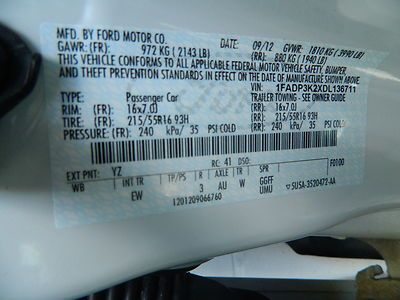 MFD. BY FORD MOTOR CO.
09/12 GVWR: 1810 KG ( 3990 LB)
GAWR: (FR): 972 KG ( 2143 LB) (RR): 880 KG ( 1940 LB)
THIS VEHICLE CONFORMS TO ALL APPLICABLE FEDERAL MOTOR VEHICLE SAFETY, BUMPER,
AND THEFT PREVENTION STANDARDS IN EFFECT ON THE DATE OF MANUFACTURE SHOWN ABOVE.
VIN: 1FADP3K2XDL136711
TYPE: Passenger Car TRAILER TOWING - SEE OWNER GUIDE
RIM: (FR): 16x7.0J (RR): 16x7.0J
TIRE: (FR): 215/55R16 93H (RR): 215/55R16 93H
PRESSURE: (FR): 240 kPa/ 35 PSI COLD (RR): 240 kPa/ 35 PSI COLD
EXT PNT: YZ RC: 41 DSO: F0100
WB INT TR TP/PS R AXLE TR SPR
EW 3 AU W GGFF
UMU
1201209066760 5U5A-3520472-AA